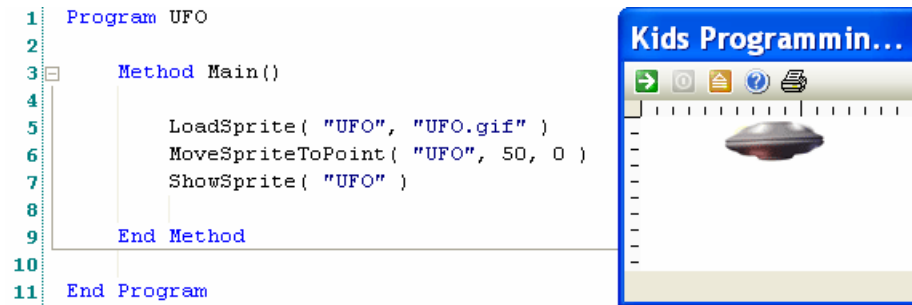 1 Program UFO
2
3 Method Main()
4
5 LoadSprite( "UFO", "UFO.gif" )
6 MoveSpriteToPoint( "UFO", 50, 0 )
7 ShowSprite( "UFO" )
8
9 End Method
10
11 End Program
Kids Programmin...